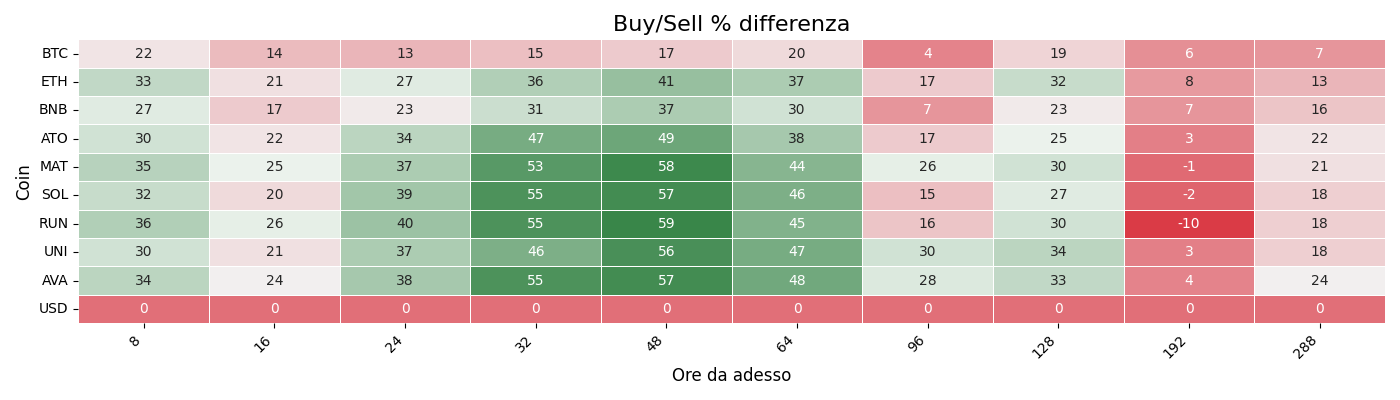 Buy/Sell % differenza
Coin
BTC 22 14 13 15 17 20 4 19 6 7
ETH 33 21 27 36 41 37 17 32 8 13
BNB 27 17 23 31 37 30 7 23 7 16
ATO 30 22 34 47 49 38 17 25 3 22
MAT 35 25 37 53 58 44 26 30 -1 21
SOL 32 20 39 55 57 46 15 27 -2 18
RUN 36 26 40 55 59 45 16 30 -10 18
UNI 30 21 37 46 56 47 30 34 3 18
AVA 34 24 38 55 57 48 28 33 4 24
USD 0 0 0 0 0 0 0 0 0 0
8 16 24 32 48 64 96 128 192 288
Ore da adesso